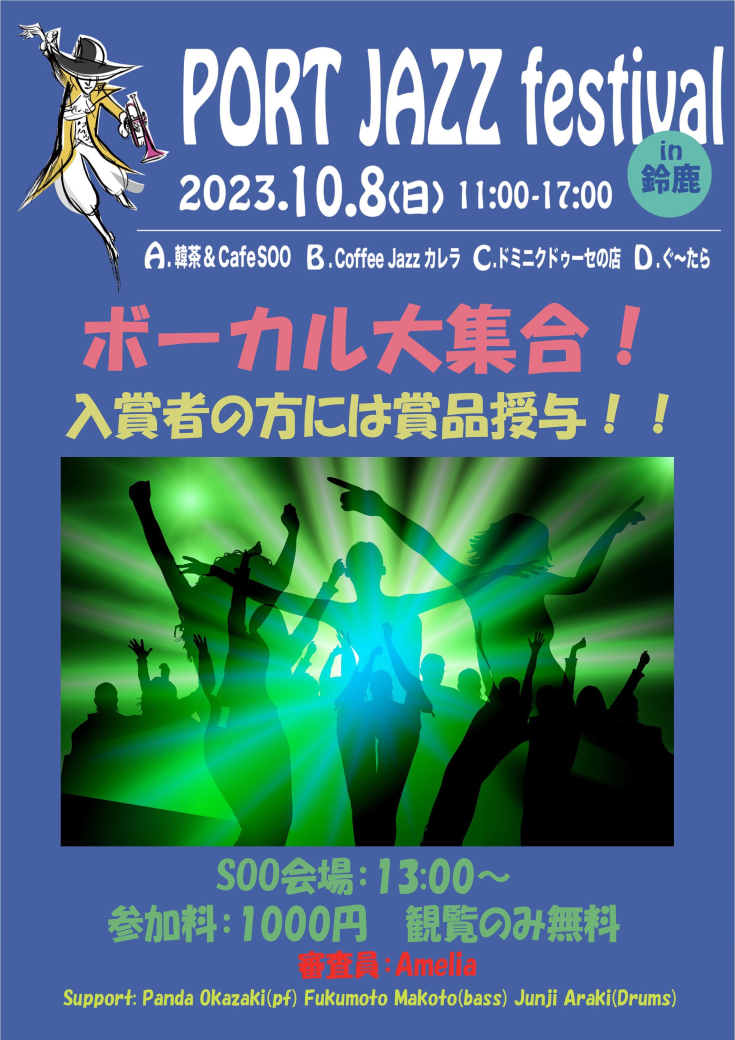 PORT JAZZ festival
in
鈴鹿
2023.10.8(日) 11:00-17:00
A.韓茶&CafeSOO B.Coffee Jazz カレラ C.ドミニクドゥーセの店 D.ぐ〜たら
ボーカル大集合！
入賞者の方には賞品授与！！
SOO会場：13:00〜
参加料：1000円 観覧のみ無料
審査員：Amelia
Support: Panda Okazaki(pf) Fukumoto Makoto(bass) Junji Araki(Drums)